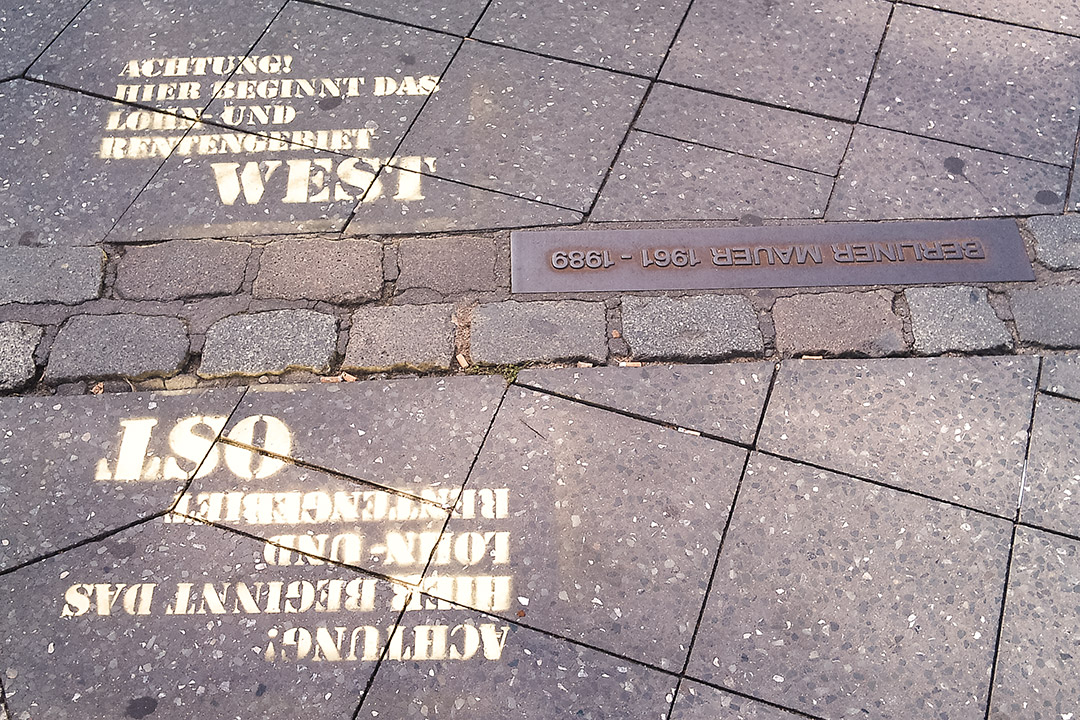 ACHTUNG!
HIER BEGINNT DAS
LOHN- UND
RENTENGEBIET
WEST
BERLINER MAUER 1961 - 1989
ACHTUNG!
HIER BEGINNT DAS
LOHN- UND
RENTENGEBIET
OST